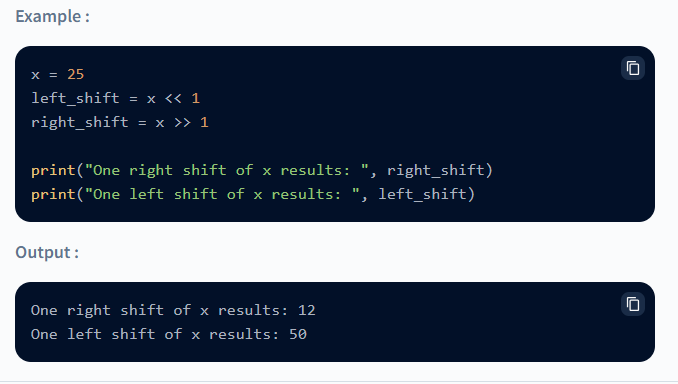 Example :
x = 25
left_shift = x << 1
right_shift = x >> 1
print("One right shift of x results: ", right_shift)
print("One left shift of x results: ", left_shift)
Output :
One right shift of x results: 12
One left shift of x results: 50